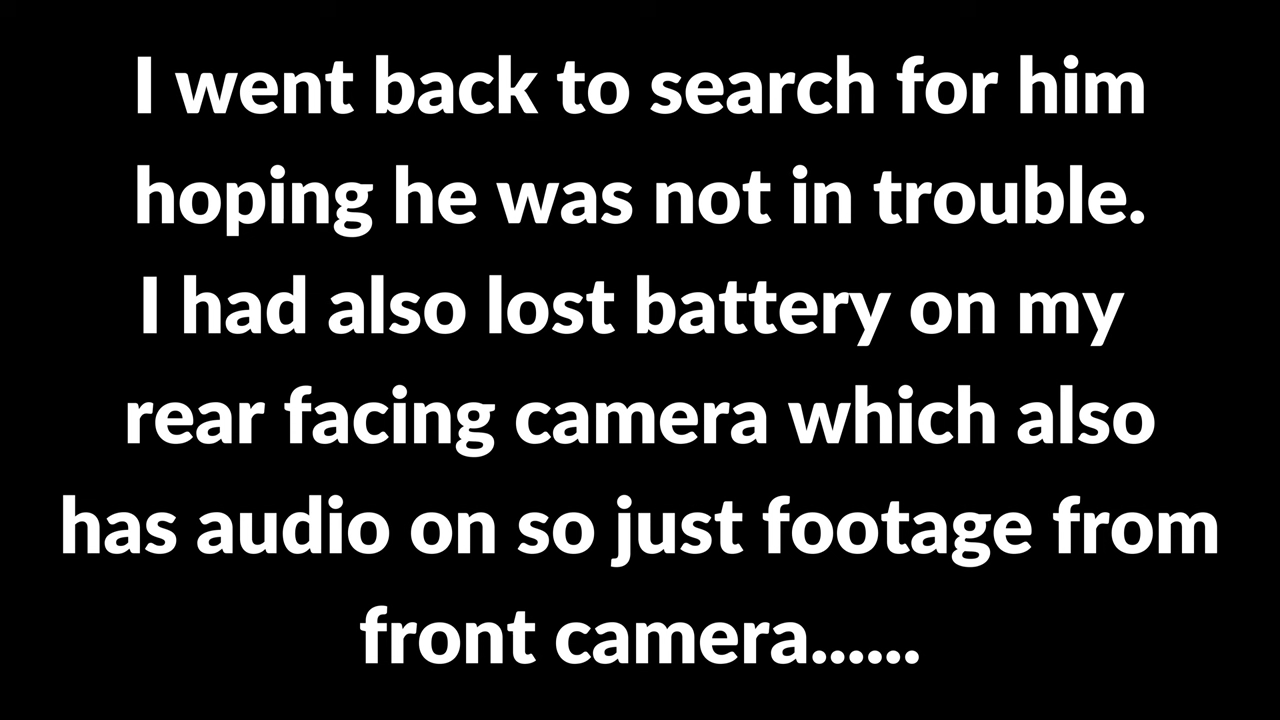 I went back to search for him
hoping he was not in trouble.
I had also lost battery on my
rear facing camera which also
has audio on so just footage from
front camera......